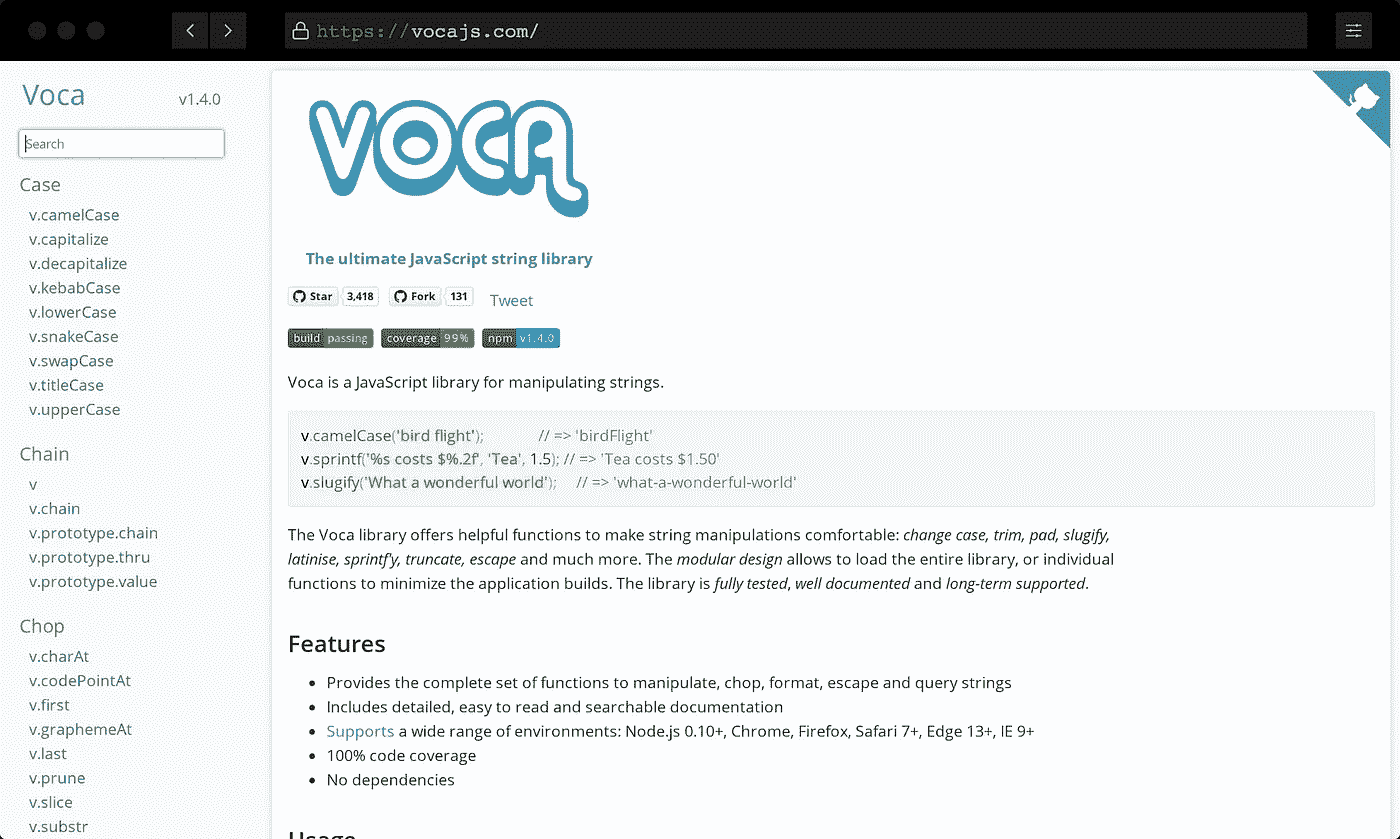 https://vocajs.com/
Voca
v1.4.0
Search
Case
v.camelCase
v.capitalize
v.decapitalize
v.kebabCase
v.lowerCase
v.snakeCase
v.swapCase
v.titleCase
v.upperCase
Chain
v
v.chain
v.prototype.chain
v.prototype.thru
v.prototype.value
Chop
v.charAt
v.codePointAt
v.first
v.graphemeAt
v.last
v.prune
v.slice
v.substr
VOCA
The ultimate JavaScript string library
Star 3,418 Fork 131 Tweet
build passing coverage 99% npm v1.4.0
Voca is a JavaScript library for manipulating strings.
v.camelCase('bird flight'); // => 'birdFlight'
v.sprintf('%s costs $%.2f', 'Tea', 1.5); // => 'Tea costs $1.50'
v.slugify('What a wonderful world'); // => 'what-a-wonderful-world'
The Voca library offers helpful functions to make string manipulations comfortable: change case, trim, pad, slugify,
latinise, sprintf'y, truncate, escape and much more. The modular design allows to load the entire library, or individual
functions to minimize the application builds. The library is fully tested, well documented and long-term supported.
Features
• Provides the complete set of functions to manipulate, chop, format, escape and query strings
• Includes detailed, easy to read and searchable documentation
• Supports a wide range of environments: Node.js 0.10+, Chrome, Firefox, Safari 7+, Edge 13+, IE 9+
• 100% code coverage
• No dependencies
Usage